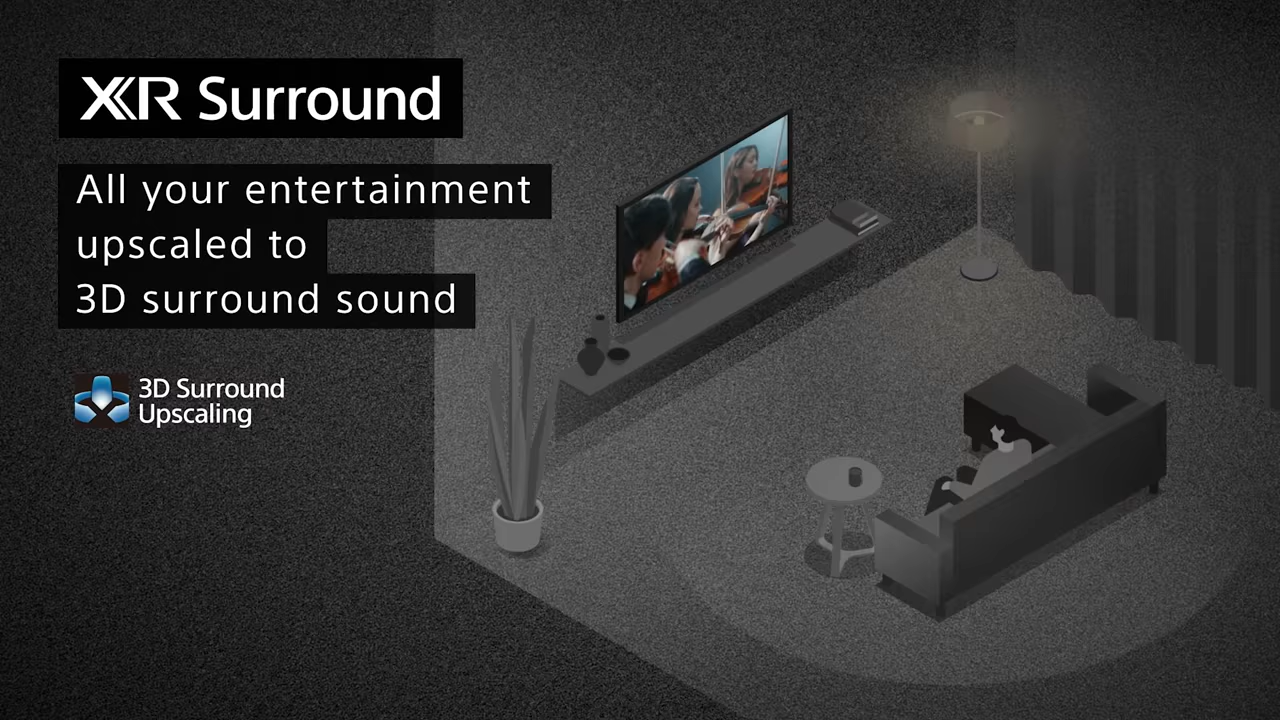 XR Surround
All your entertainment
upscaled to
3D surround sound
3D Surround
Upscaling